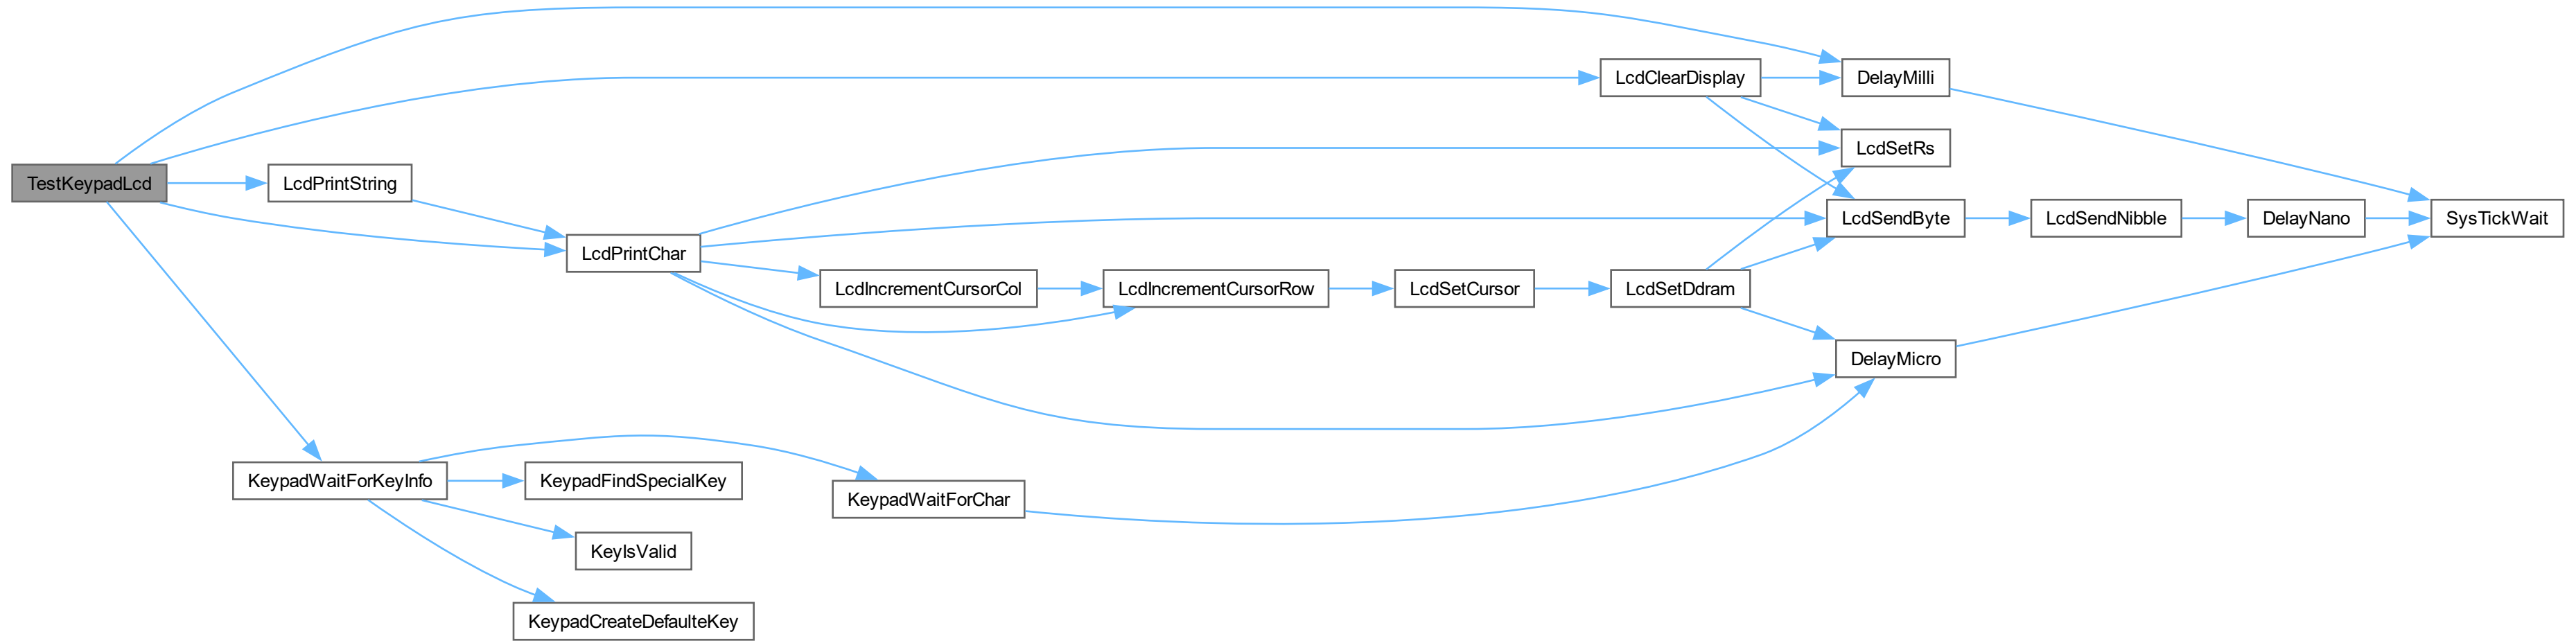 TestKeypadLcd
LcdPrintString
LcdPrintChar
LcdClearDisplay
DelayMilli
LcdSetRs
LcdSendByte
LcdSendNibble
DelayNano
SysTickWait
LcdIncrementCursorCol
LcdIncrementCursorRow
LcdSetCursor
LcdSetDdram
DelayMicro
KeypadWaitForKeyInfo
KeypadFindSpecialKey
KeypadWaitForChar
KeyIsValid
KeypadCreateDefaulteKey